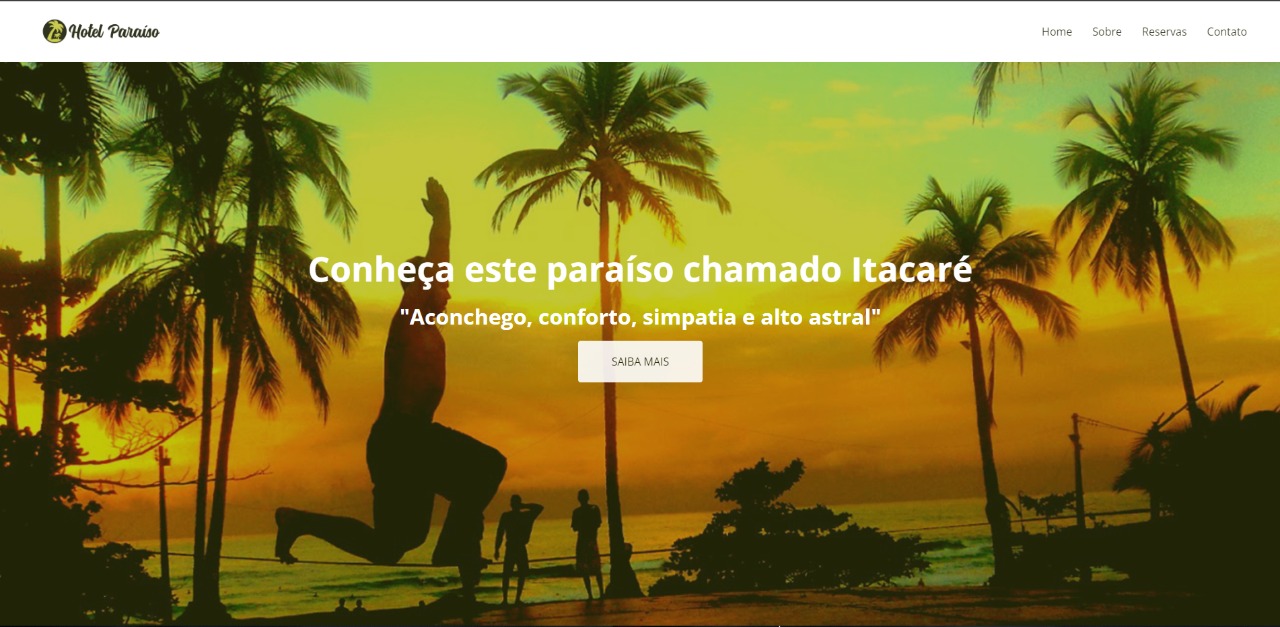 Hotel Paraíso
Home Sobre Reservas Contato
Conheça este paraíso chamado Itacaré
"Aconchego, conforto, simpatia e alto astral"
SAIBA MAIS